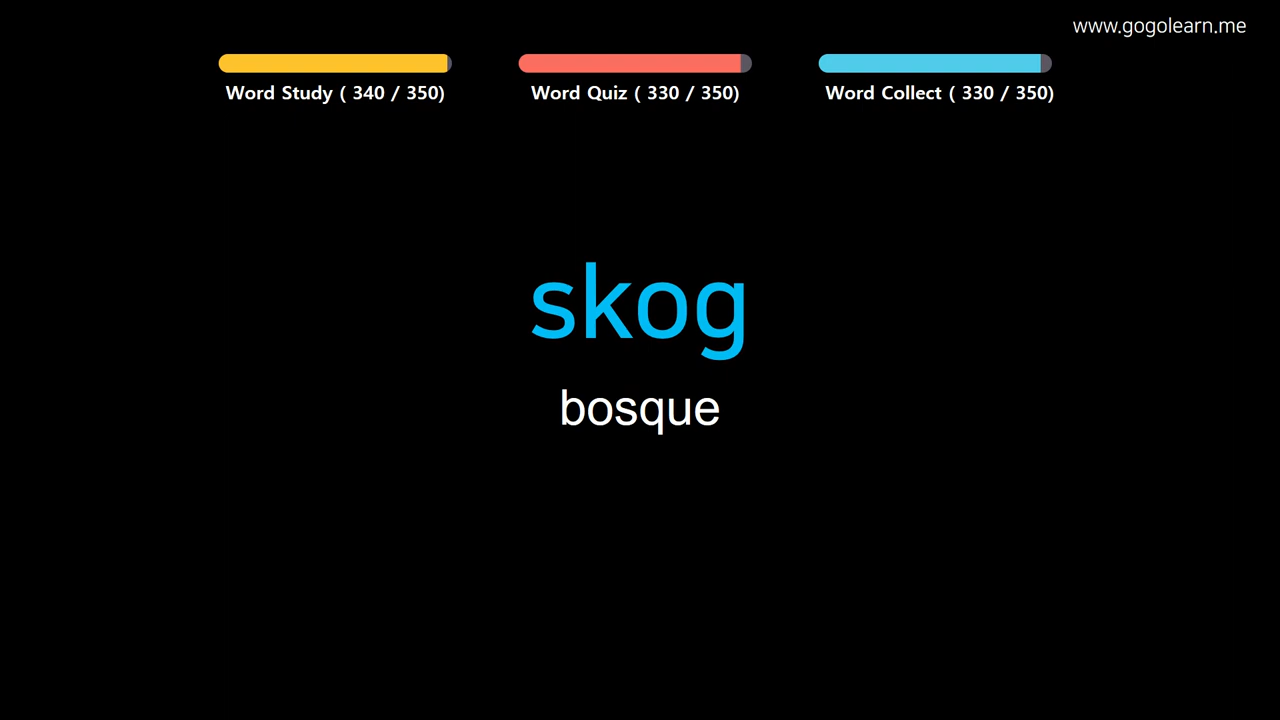 www.gogolearn.me
Word Study ( 340 / 350)
Word Quiz ( 330 / 350)
Word Collect ( 330 / 350)
skog
bosque